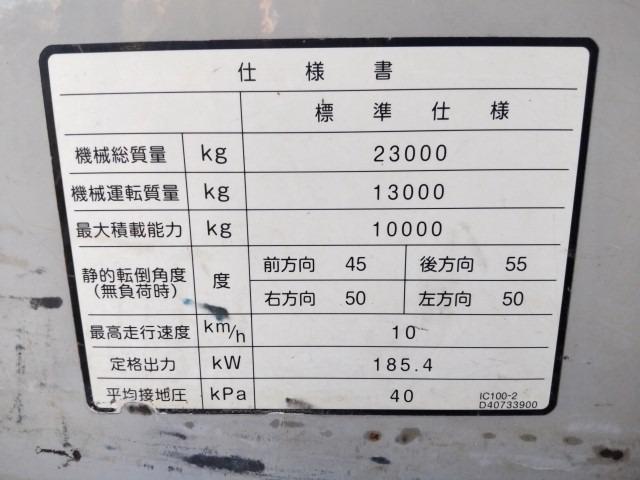 仕様書
標準仕様
機械総質量 kg 23000
機械運転質量 kg 13000
最大積載能力 kg 10000
静的転倒角度
(無負荷時)
度
前方向 45 後方向 55
右方向 50 左方向 50
最高走行速度 km/h 10
定格出力 kW 185.4
平均接地圧 kPa 40
IC100-2
D40733900